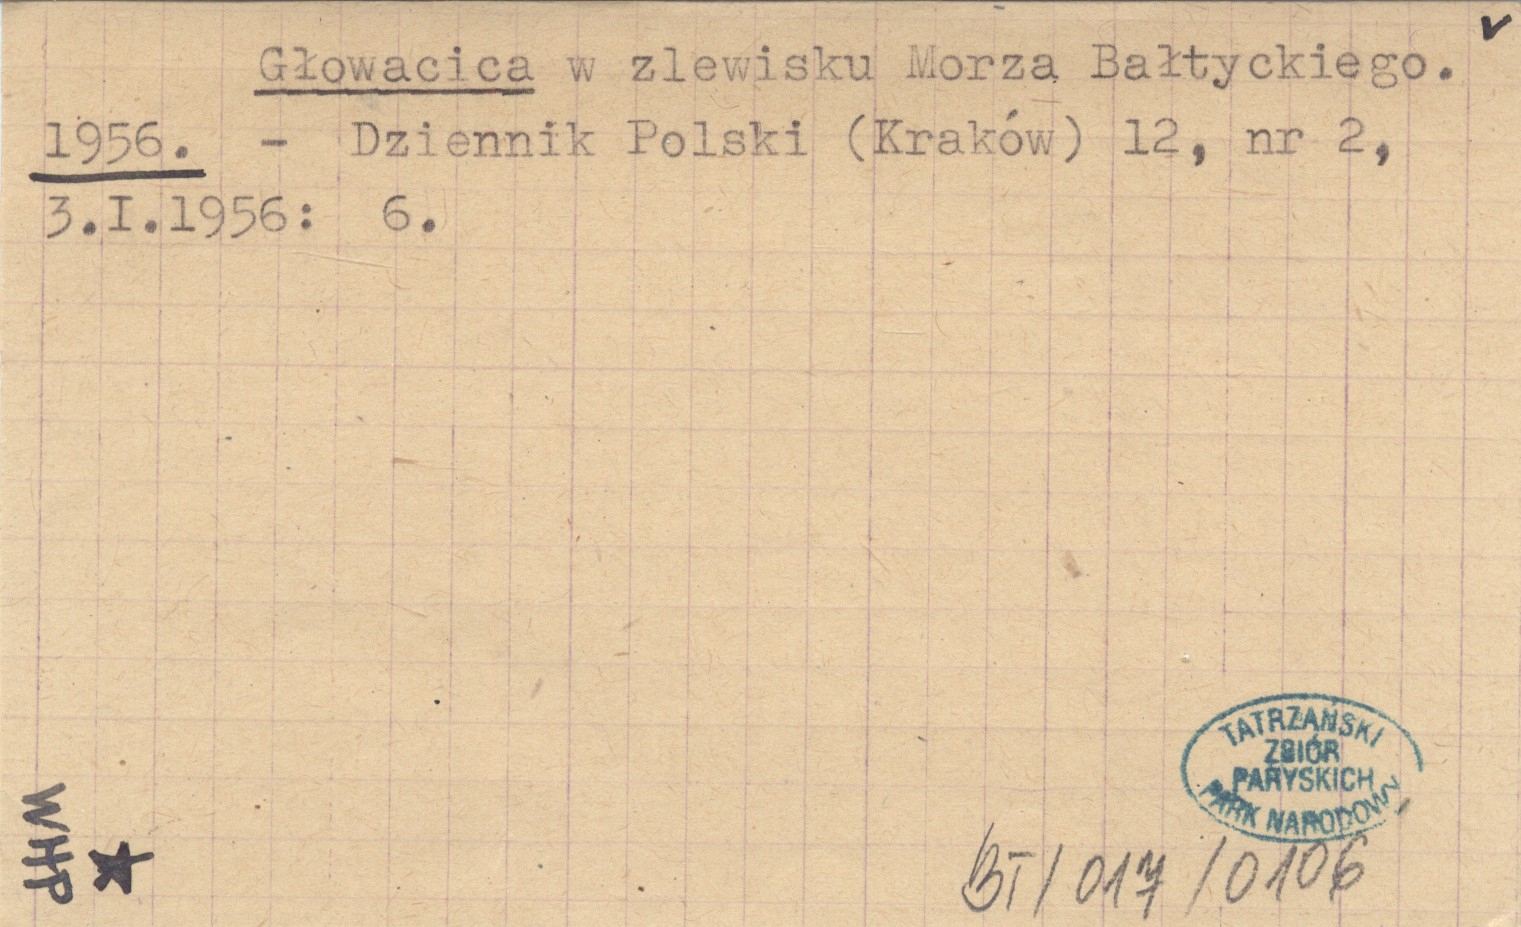 Głowacica w zlewisku Morza Bałtyckiego.
1956. - Dziennik Polski (Kraków) 12, nr 2,
3.I.1956: 6.
TATRZAŃSKI
ZBIÓR
PARYSKICH
PARK NARODOWY
WHP
BT/017/0106